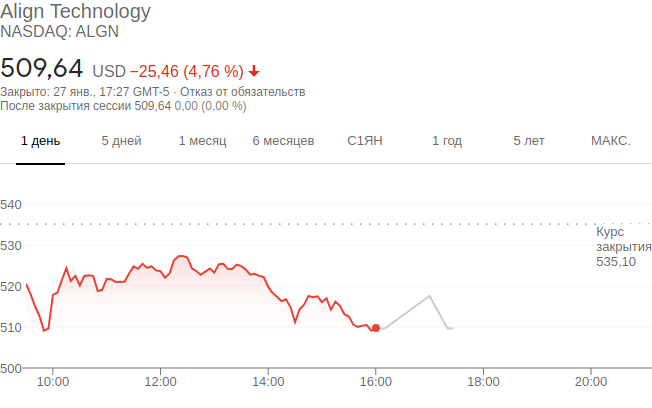 Align Technology
NASDAQ: ALGN
509,64 USD −25,46 (4,76 %)
Закрыто: 27 янв., 17:27 GMT-5 · Отказ от обязательств
После закрытия сессии 509,64 0,00 (0,00 %)
1 день 5 дней 1 месяц 6 месяцев С1ЯН 1 год 5 лет МАКС.
540
Курс
закрытия
535,10
530
520
510
500
10:00 12:00 14:00 16:00 18:00 20:00